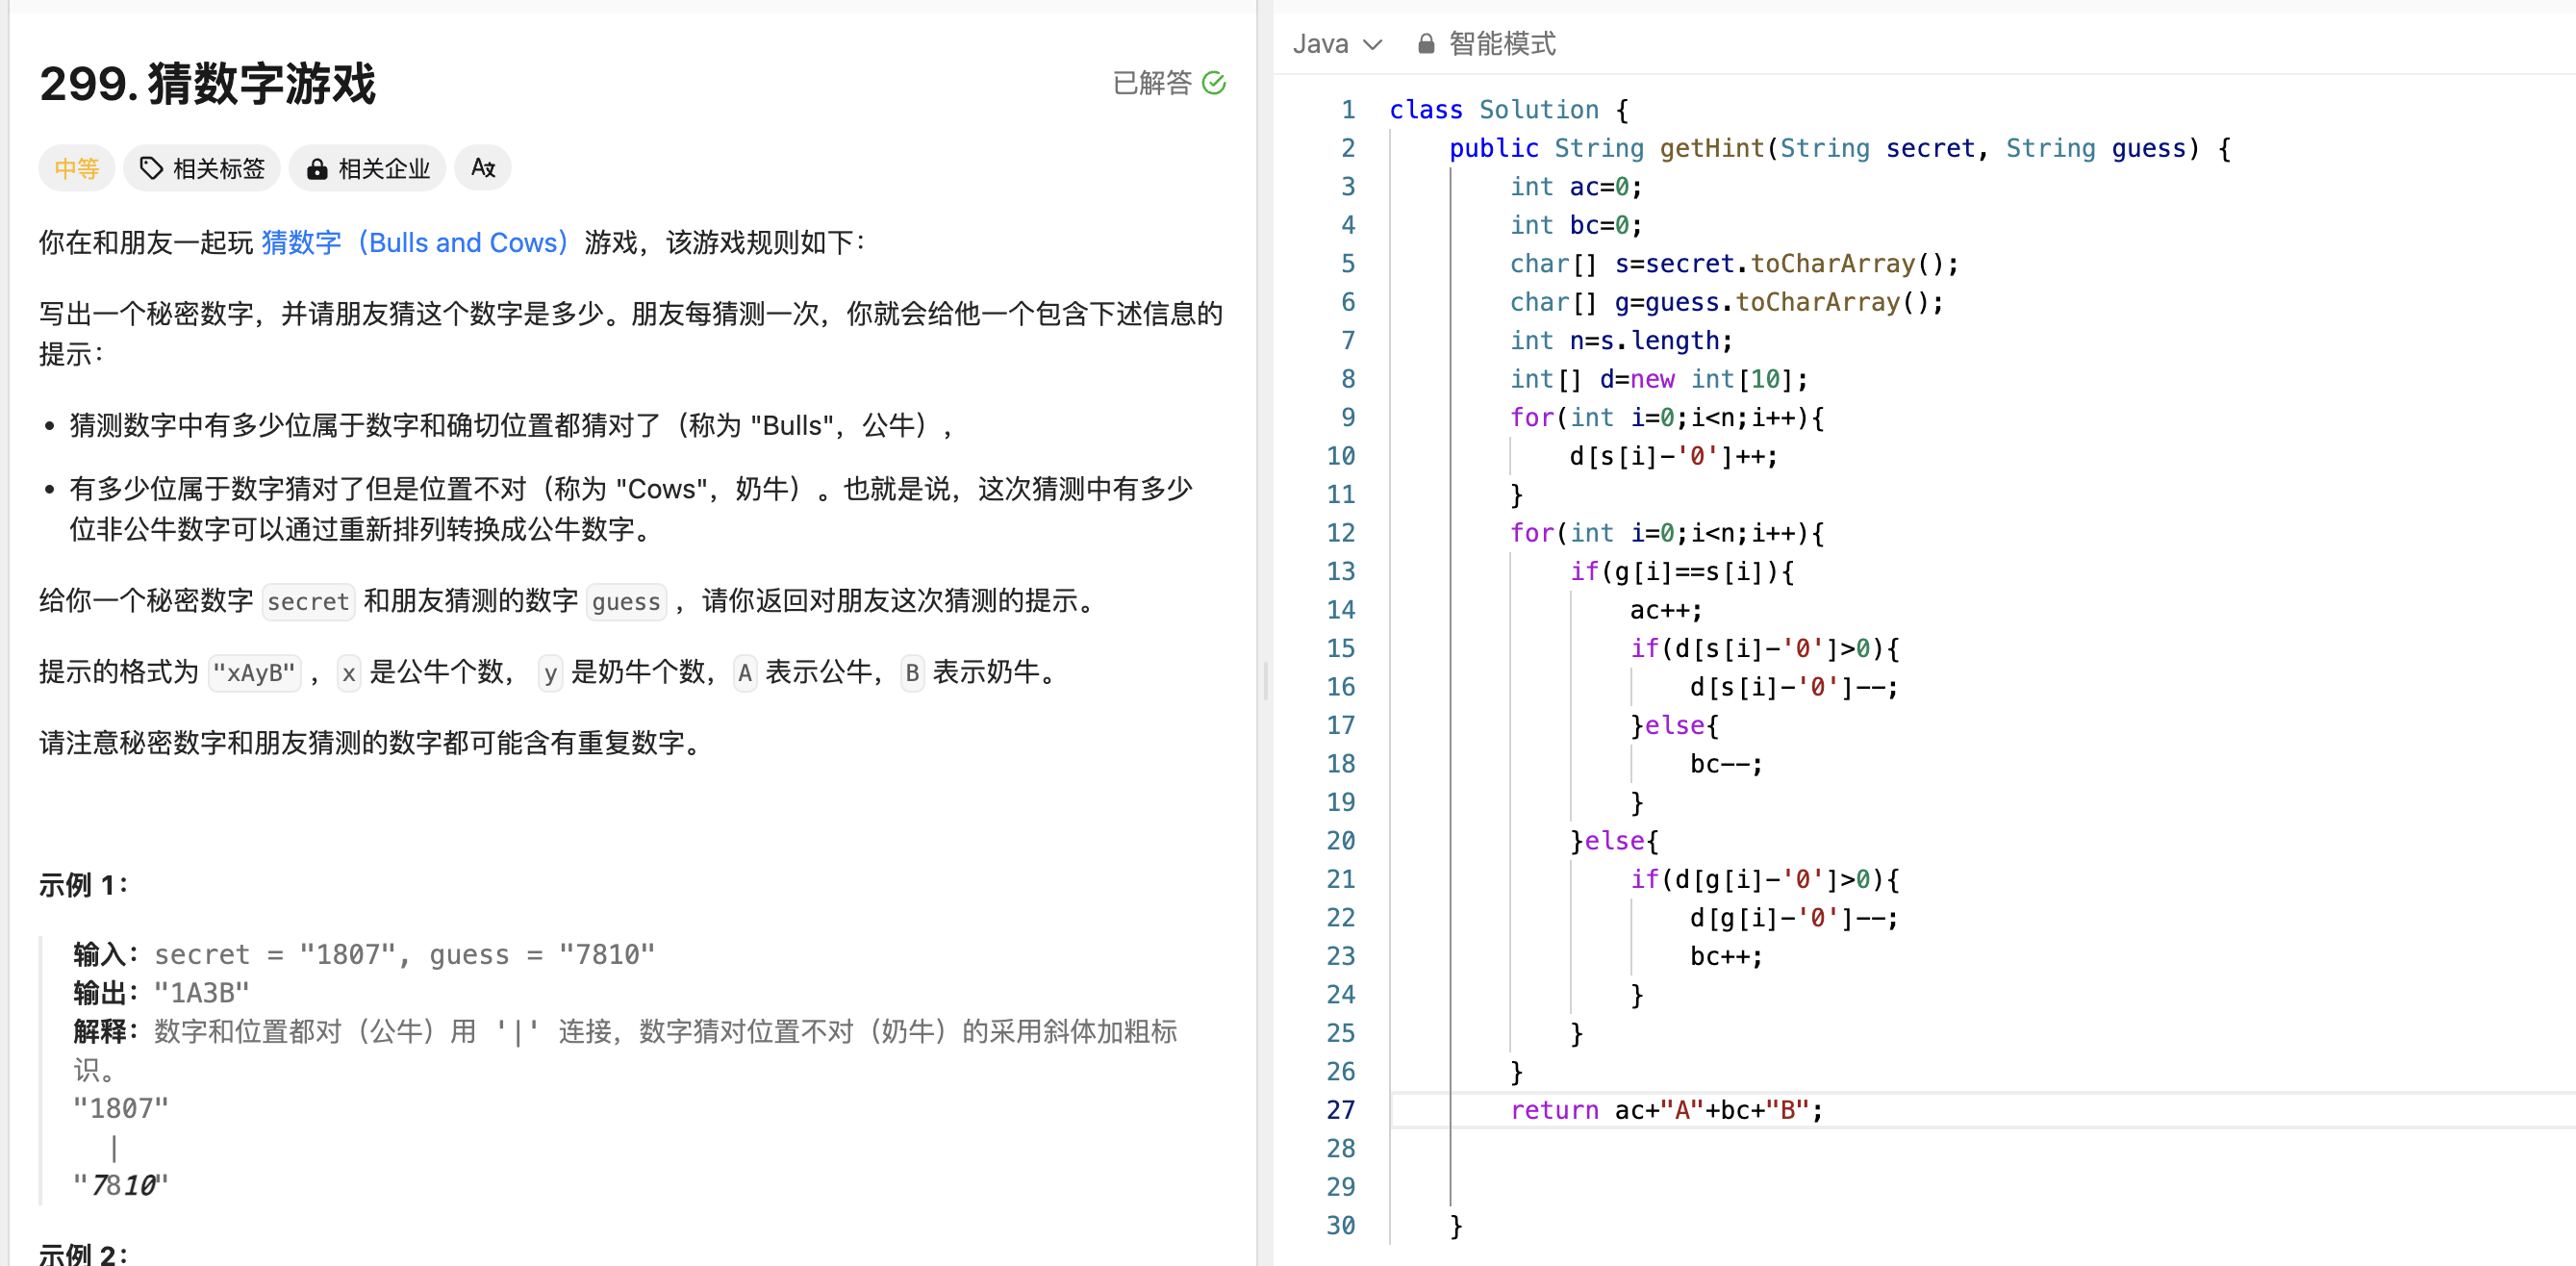 299. 猜数字游戏
已解答
中等 相关标签 相关企业
你在和朋友一起玩 猜数字（Bulls and Cows）游戏，该游戏规则如下：
写出一个秘密数字，并请朋友猜这个数字是多少。朋友每猜测一次，你就会给他一个包含下述信息的
提示：
• 猜测数字中有多少位属于数字和确切位置都猜对了（称为 "Bulls"，公牛），
• 有多少位属于数字猜对了但是位置不对（称为 "Cows"，奶牛）。也就是说，这次猜测中有多少
位非公牛数字可以通过重新排列转换成公牛数字。
给你一个秘密数字 secret 和朋友猜测的数字 guess ，请你返回对朋友这次猜测的提示。
提示的格式为 "xAyB" ，x 是公牛个数， y 是奶牛个数，A 表示公牛，B 表示奶牛。
请注意秘密数字和朋友猜测的数字都可能含有重复数字。
示例 1：
输入：secret = "1807", guess = "7810"
输出："1A3B"
解释：数字和位置都对（公牛）用 '|' 连接，数字猜对位置不对（奶牛）的采用斜体加粗标
识。
"1807"
|
"7810"
示例 2：
Java 智能模式
1 class Solution {
2 public String getHint(String secret, String guess) {
3 int ac=0;
4 int bc=0;
5 char[] s=secret.toCharArray();
6 char[] g=guess.toCharArray();
7 int n=s.length;
8 int[] d=new int[10];
9 for(int i=0;i<n;i++){
10 d[s[i]-'0']++;
11 }
12 for(int i=0;i<n;i++){
13 if(g[i]==s[i]){
14 ac++;
15 if(d[s[i]-'0']>0){
16 d[s[i]-'0']--;
17 }else{
18 bc--;
19 }
20 }else{
21 if(d[g[i]-'0']>0){
22 d[g[i]-'0']--;
23 bc++;
24 }
25 }
26 }
27 return ac+"A"+bc+"B";
28
29
30 }